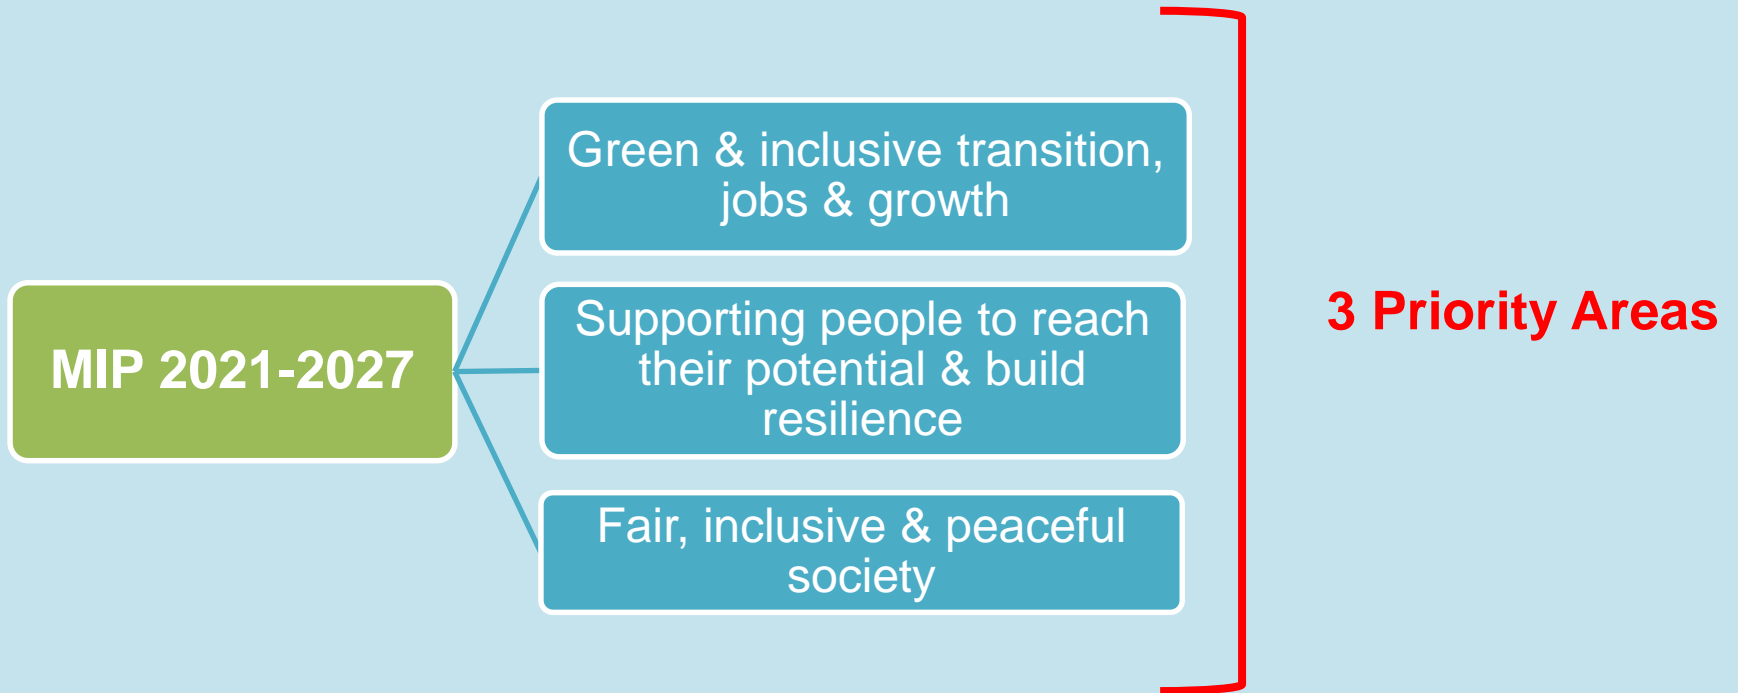 MIP 2021-2027
Green & inclusive transition,
jobs & growth
Supporting people to reach
their potential & build
resilience
Fair, inclusive & peaceful
society
3 Priority Areas